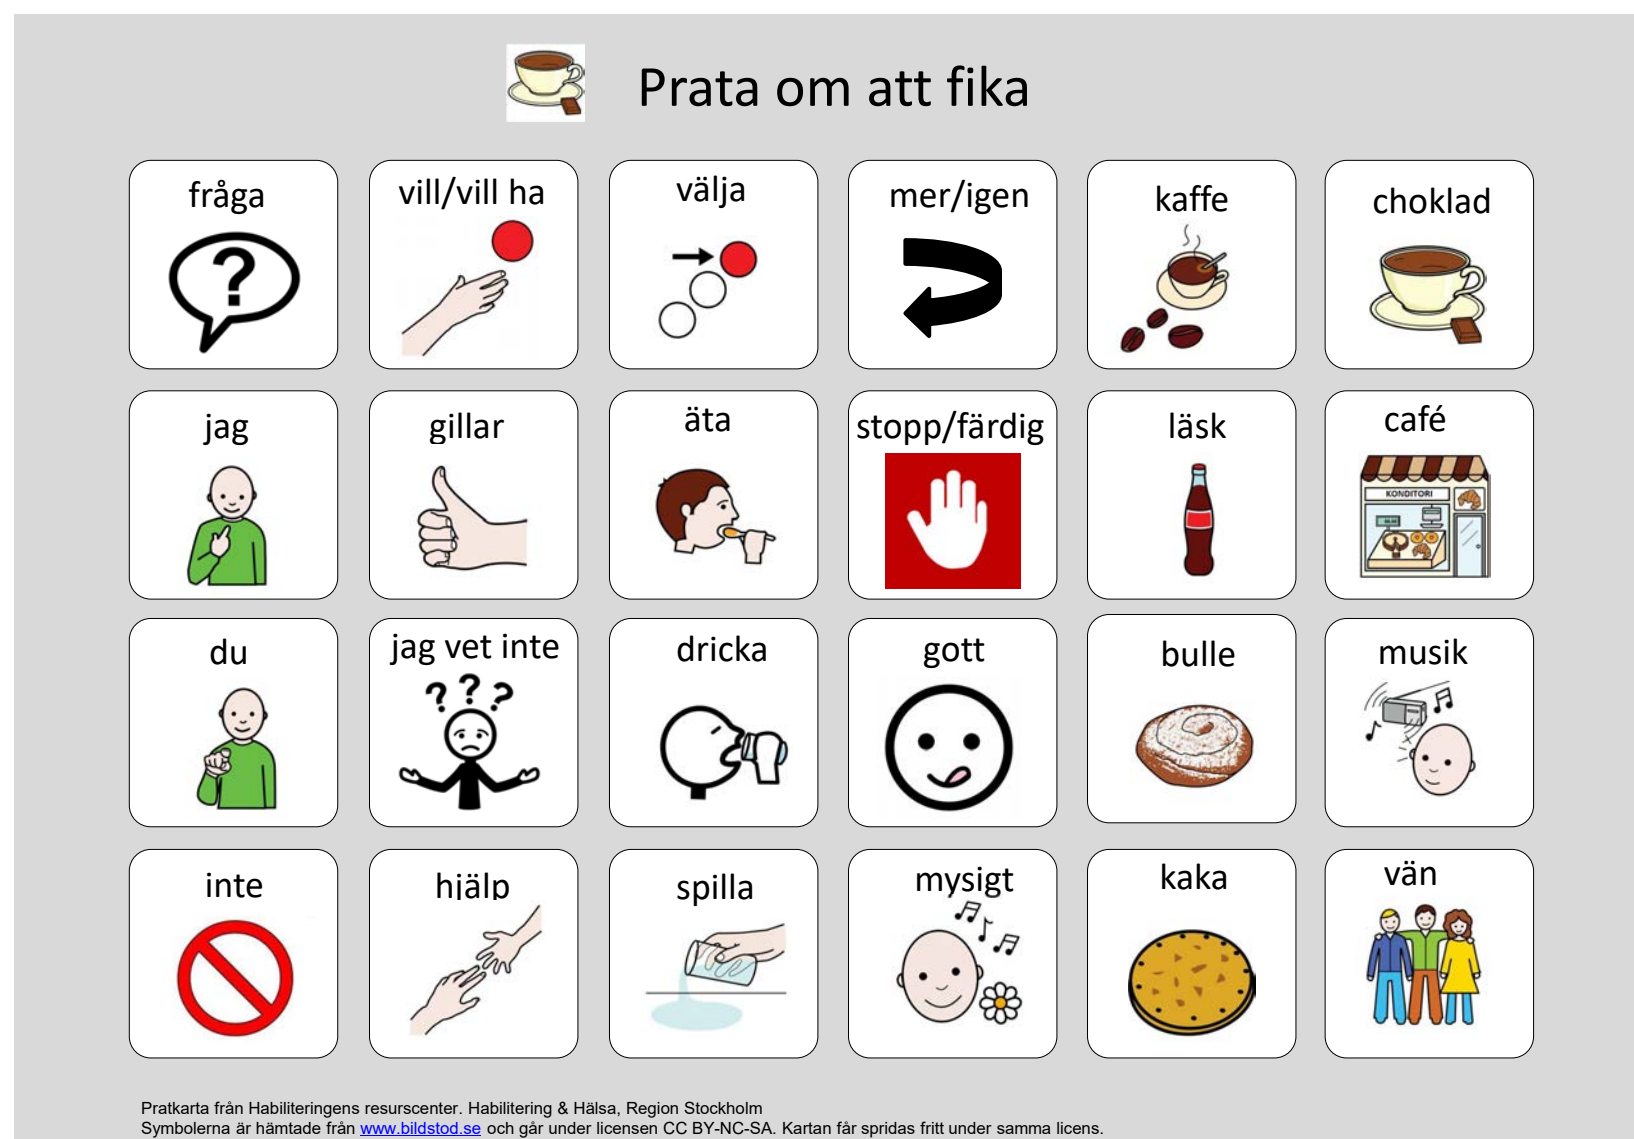 Prata om att fika
fråga
vill/vill ha
välja
mer/igen
kaffe
choklad
jag
gillar
äta
stopp/färdig
läsk
café
KONDITORI
du
jag vet inte
dricka
gott
bulle
musik
inte
hjälp
spilla
mysigt
kaka
vän
Pratkarta från Habiliteringens resurscenter. Habilitering & Hälsa, Region Stockholm
Symbolerna är hämtade från www.bildstod.se och går under licensen CC BY-NC-SA. Kartan får spridas fritt under samma licens.